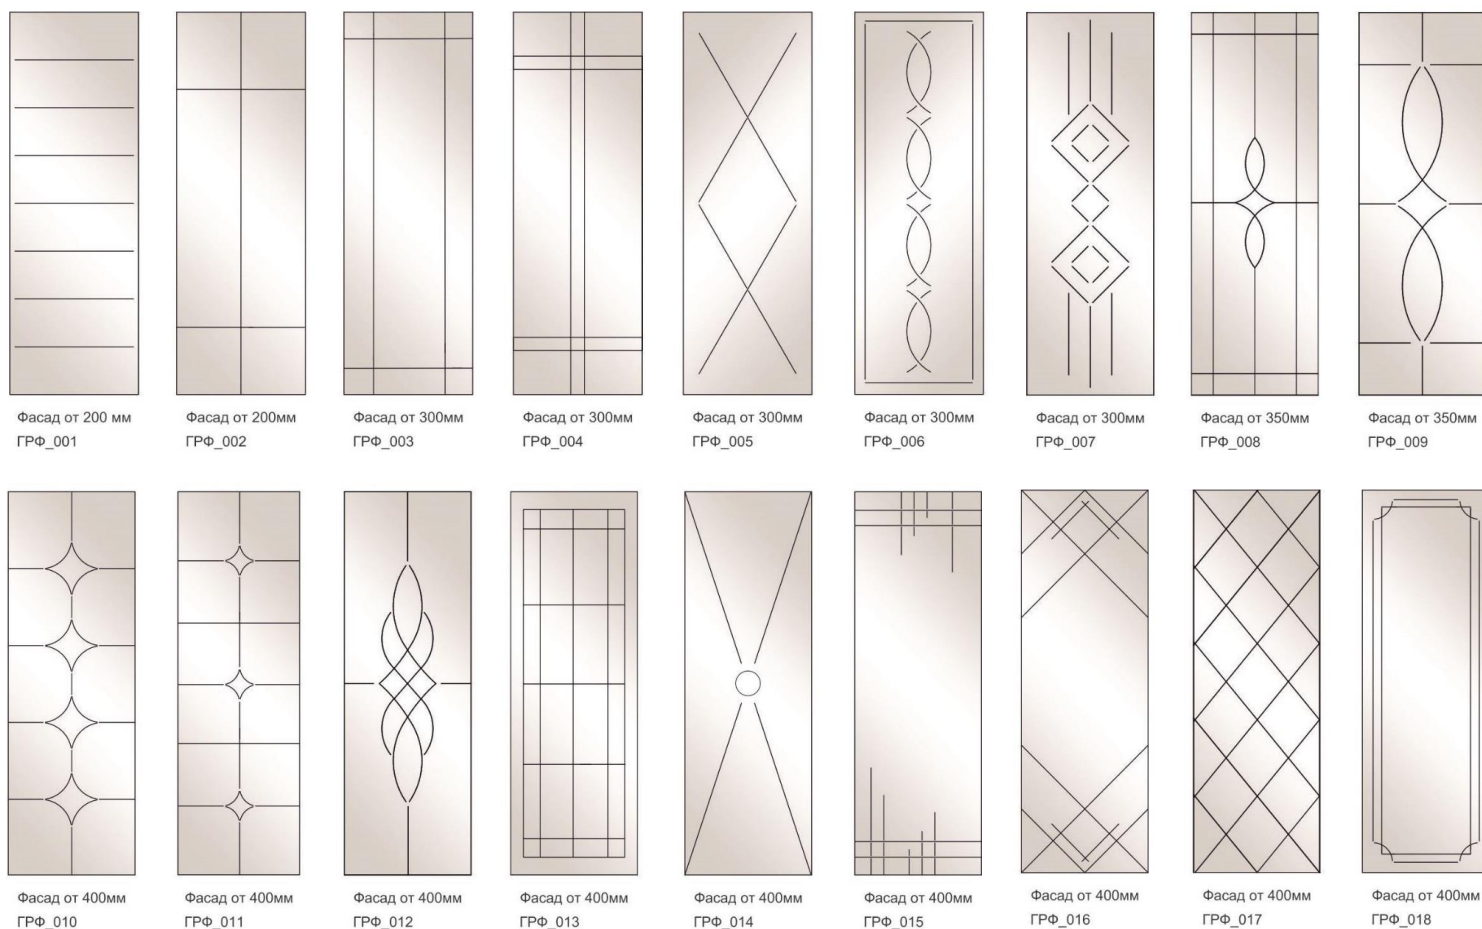 Фасад от 200 мм
ГРФ_001
Фасад от 200мм
ГРФ_002
Фасад от 300мм
ГРФ_003
Фасад от 300мм
ГРФ_004
Фасад от 300мм
ГРФ_005
Фасад от 300мм
ГРФ_006
Фасад от 300мм
ГРФ_007
Фасад от 350мм
ГРФ_008
Фасад от 350мм
ГРФ_009
Фасад от 400мм
ГРФ_010
Фасад от 400мм
ГРФ_011
Фасад от 400мм
ГРФ_012
Фасад от 400мм
ГРФ_013
Фасад от 400мм
ГРФ_014
Фасад от 400мм
ГРФ_015
Фасад от 400мм
ГРФ_016
Фасад от 400мм
ГРФ_017
Фасад от 400мм
ГРФ_018